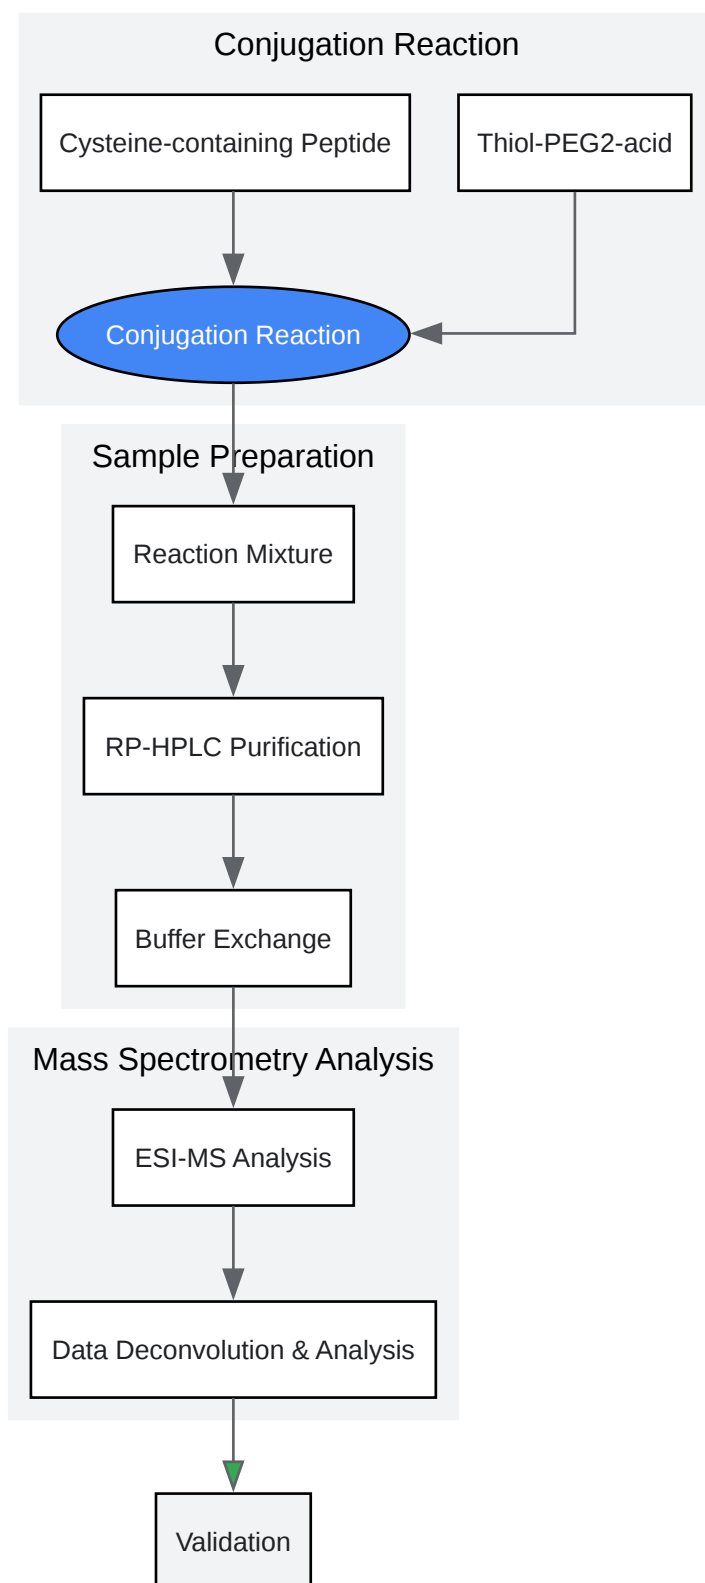 Conjugation Reaction
Cysteine-containing Peptide
Thiol-PEG2-acid
Conjugation Reaction
Sample Preparation
Reaction Mixture
RP-HPLC Purification
Buffer Exchange
Mass Spectrometry Analysis
ESI-MS Analysis
Data Deconvolution & Analysis
Validation